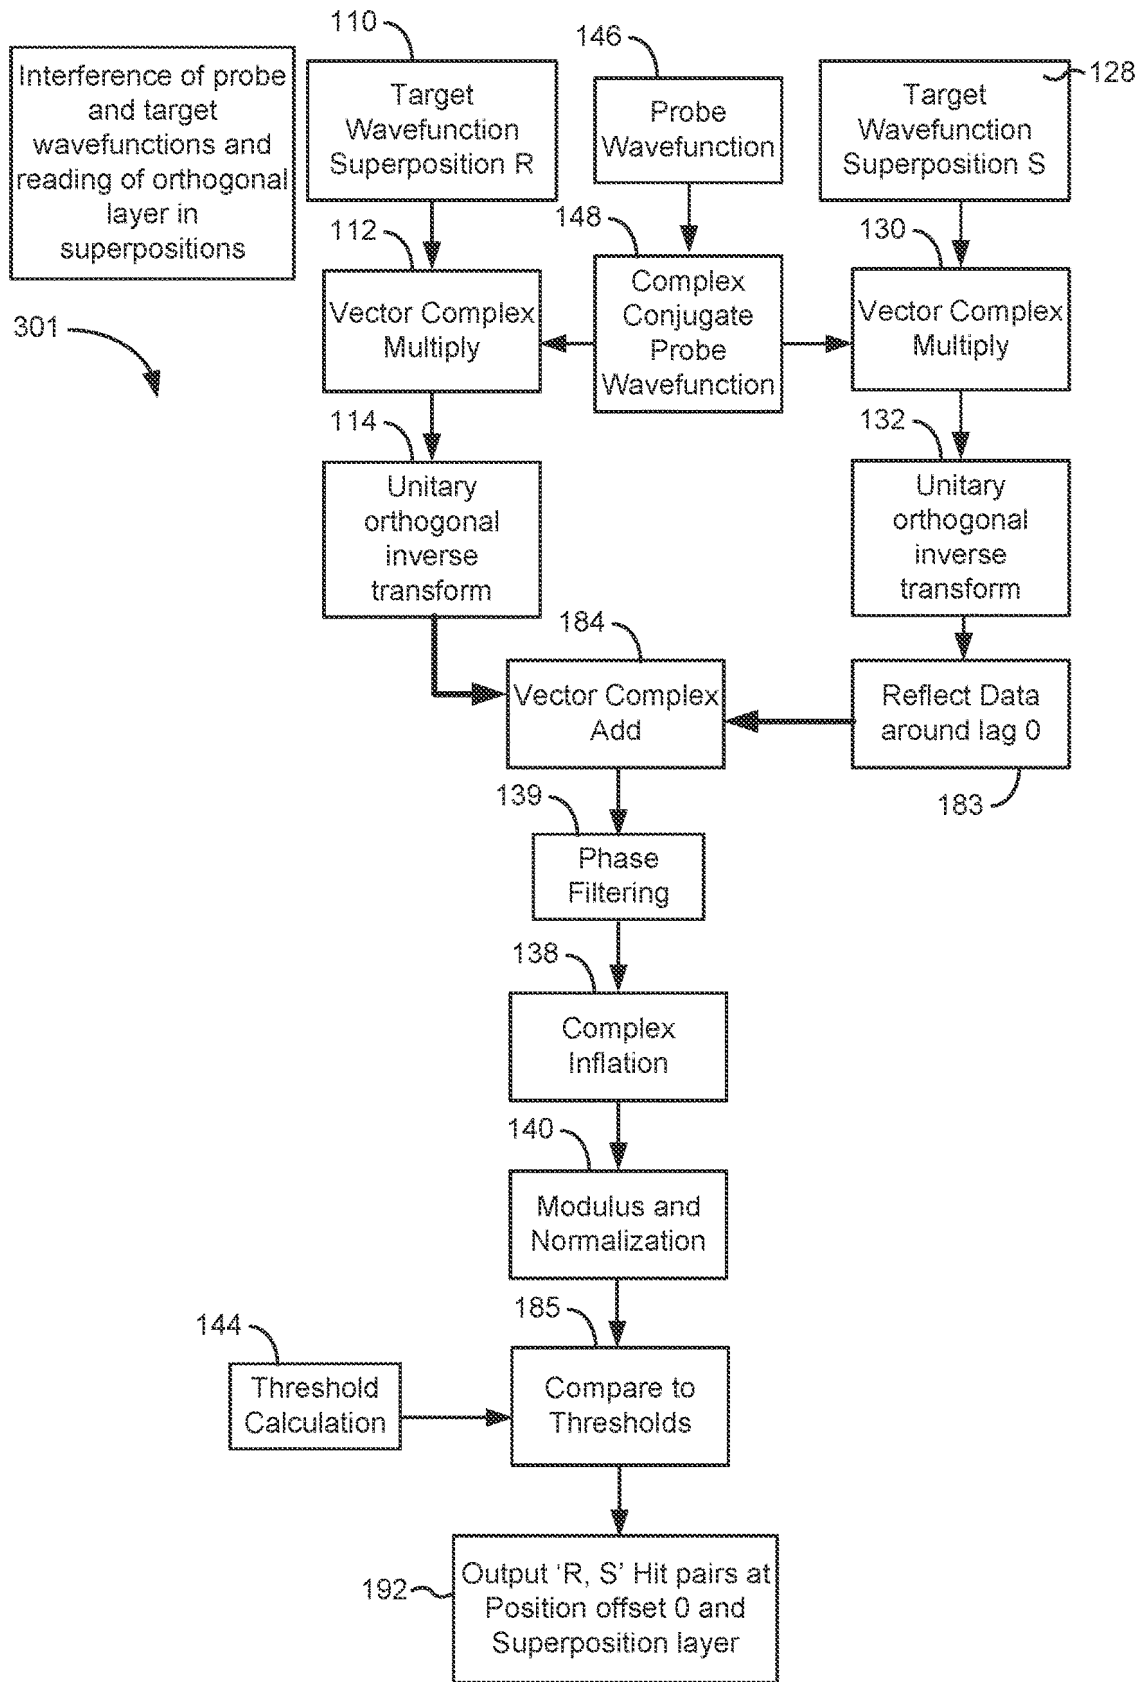 110
146
128
Interference of probe
and target
wavefunctions and
reading of orthogonal
layer in
superpositions
Target
Wavefunction
Superposition R
Probe
Wavefunction
Target
Wavefunction
Superposition S
112
148
130
301
Vector Complex
Multiply
Complex
Conjugate
Probe
Wavefunction
Vector Complex
Multiply
114
132
Unitary
orthogonal
inverse
transform
Unitary
orthogonal
inverse
transform
184
Vector Complex
Add
Reflect Data
around lag 0
183
139
Phase
Filtering
138
Complex
Inflation
140
Modulus and
Normalization
185
144
Threshold
Calculation
Compare to
Thresholds
192
Output ‘R, S’ Hit pairs at
Position offset 0 and
Superposition layer